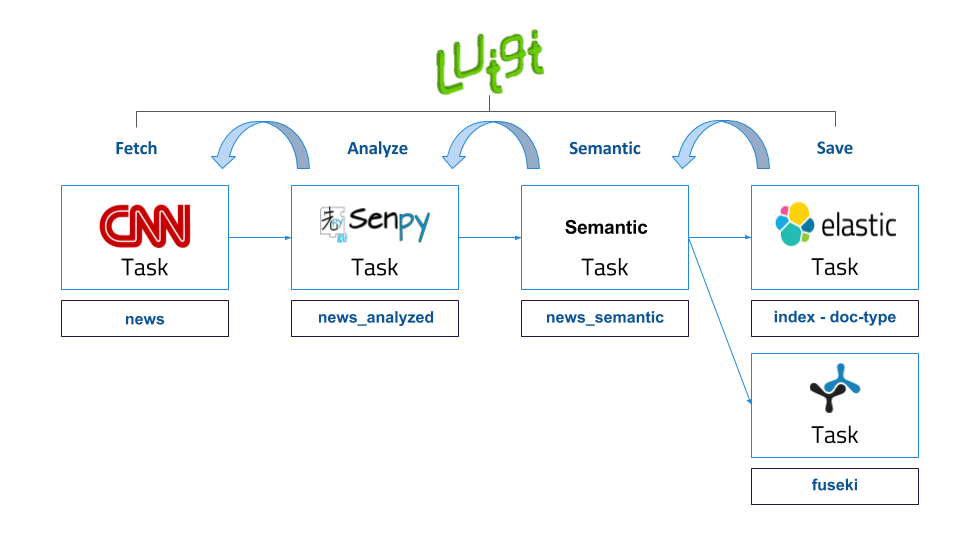 Luigi
Fetch
Analyze
Semantic
Save
CNN
Task
Senpy
Task
Semantic
Task
elastic
Task
news
news_analyzed
news_semantic
index - doc-type
Task
fuseki